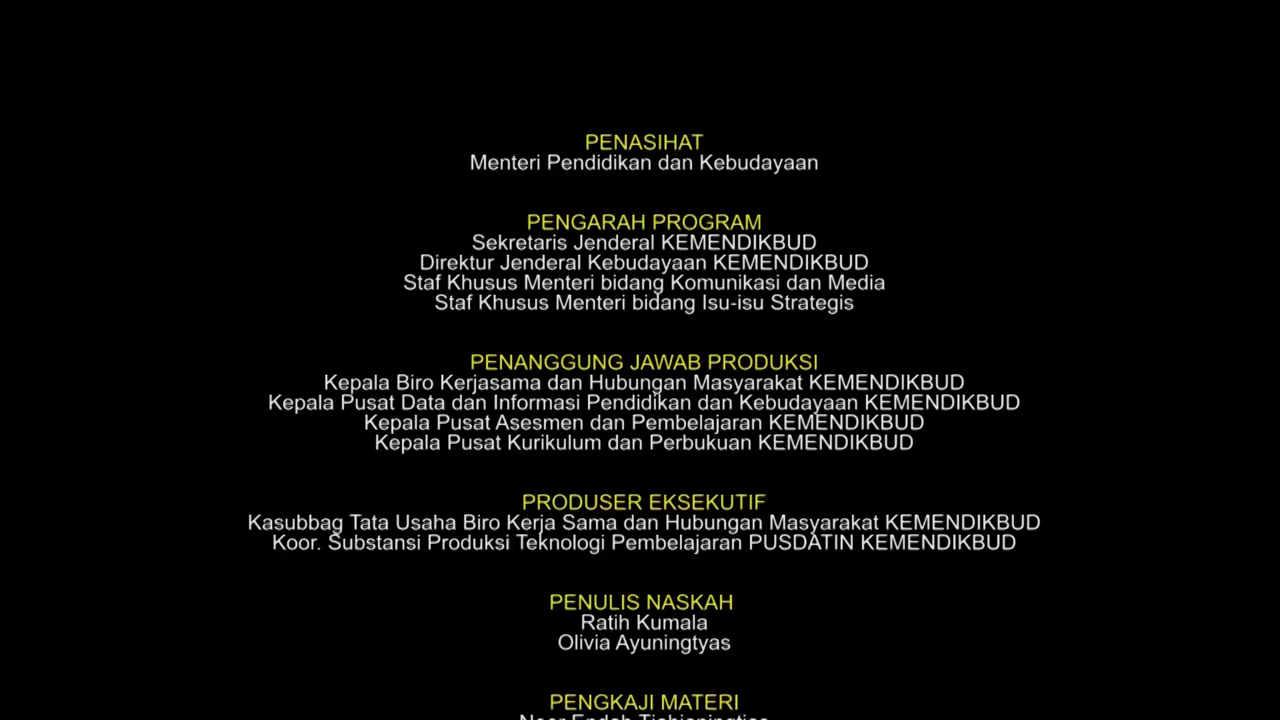 PENASIHAT
Menteri Pendidikan dan Kebudayaan
PENGARAH PROGRAM
Sekretaris Jenderal KEMENDIKBUD
Direktur Jenderal Kebudayaan KEMENDIKBUD
Staf Khusus Menteri bidang Komunikasi dan Media
Staf Khusus Menteri bidang Isu-isu Strategis
PENANGGUNG JAWAB PRODUKSI
Kepala Biro Kerjasama dan Hubungan Masyarakat KEMENDIKBUD
Kepala Pusat Data dan Informasi Pendidikan dan Kebudayaan KEMENDIKBUD
Kepala Pusat Asesmen dan Pembelajaran KEMENDIKBUD
Kepala Pusat Kurikulum dan Perbukuan KEMENDIKBUD
PRODUSER EKSEKUTIF
Kasubbag Tata Usaha Biro Kerja Sama dan Hubungan Masyarakat KEMENDIKBUD
Koor. Substansi Produksi Teknologi Pembelajaran PUSDATIN KEMENDIKBUD
PENULIS NASKAH
Ratih Kumala
Olivia Ayuningtyas
PENGKAJI MATERI